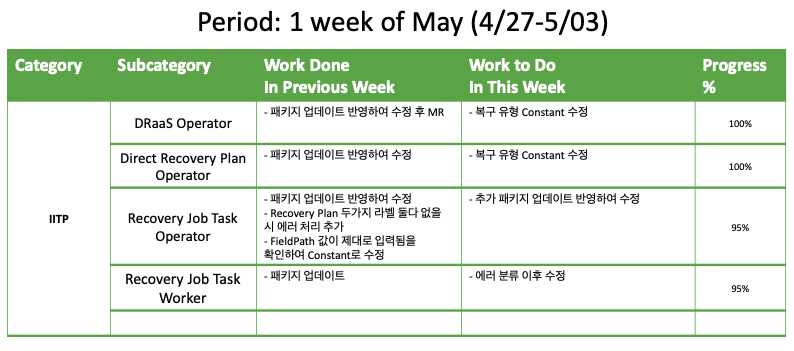 Period: 1 week of May (4/27-5/03)
Category
Subcategory
Work Done
In Previous Week
Work to Do
In This Week
Progress
%
IITP
DRaaS Operator
- 패키지 업데이트 반영하여 수정 후 MR
- 복구 유형 Constant 수정
100%
Direct Recovery Plan
Operator
- 패키지 업데이트 반영하여 수정
- 복구 유형 Constant 수정
100%
Recovery Job Task
Operator
- 패키지 업데이트 반영하여 수정
- Recovery Plan 두가지 라벨 둘다 없을
시 에러 처리 추가
- FieldPath 값이 제대로 입력됨을
확인하여 Constant로 수정
- 추가 패키지 업데이트 반영하여 수정
95%
Recovery Job Task
Worker
- 패키지 업데이트
- 에러 분류 이후 수정
95%